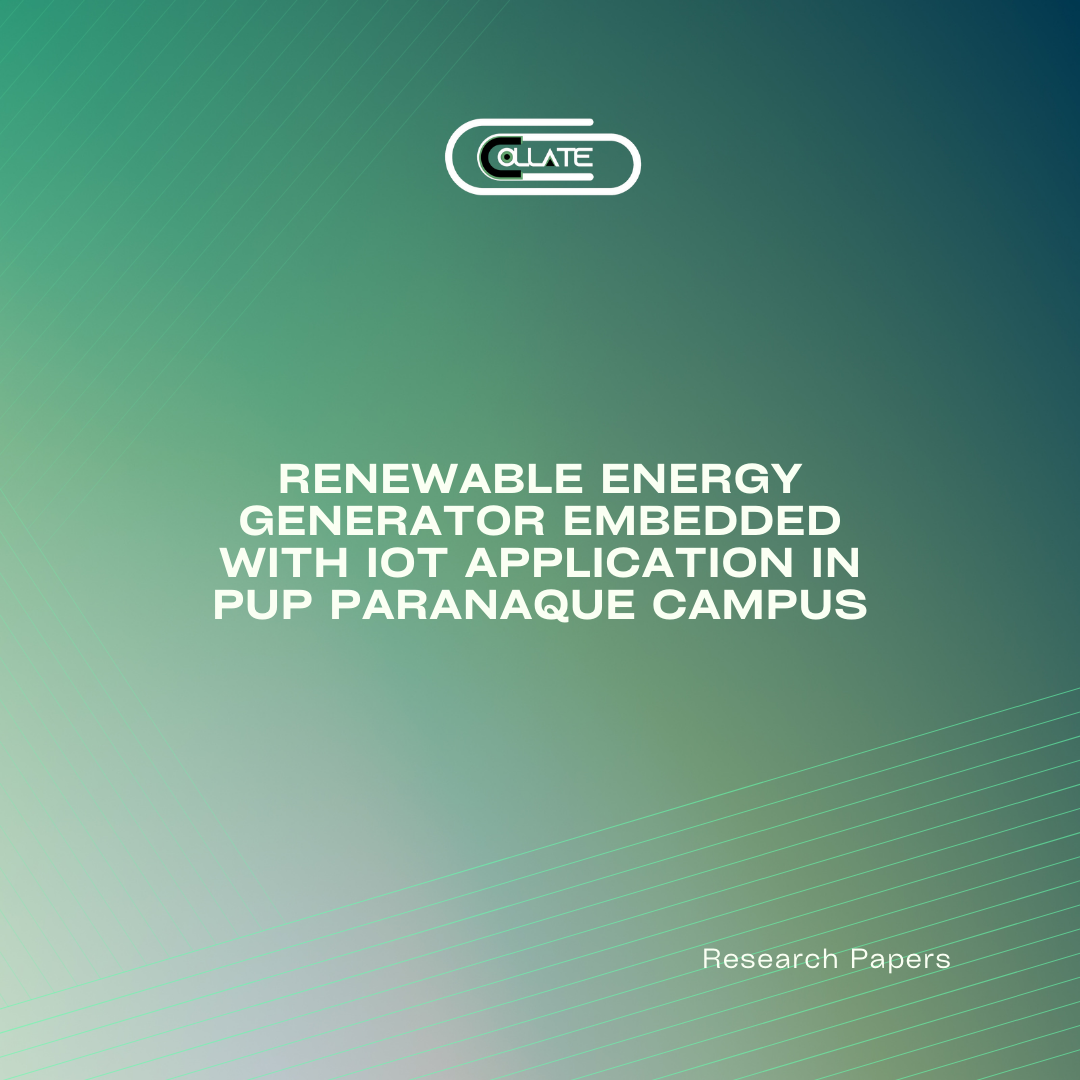 COLLATE
RENEWABLE ENERGY
GENERATOR EMBEDDED
WITH IOT APPLICATION IN
PUP PARANAQUE CAMPUS
Research Papers